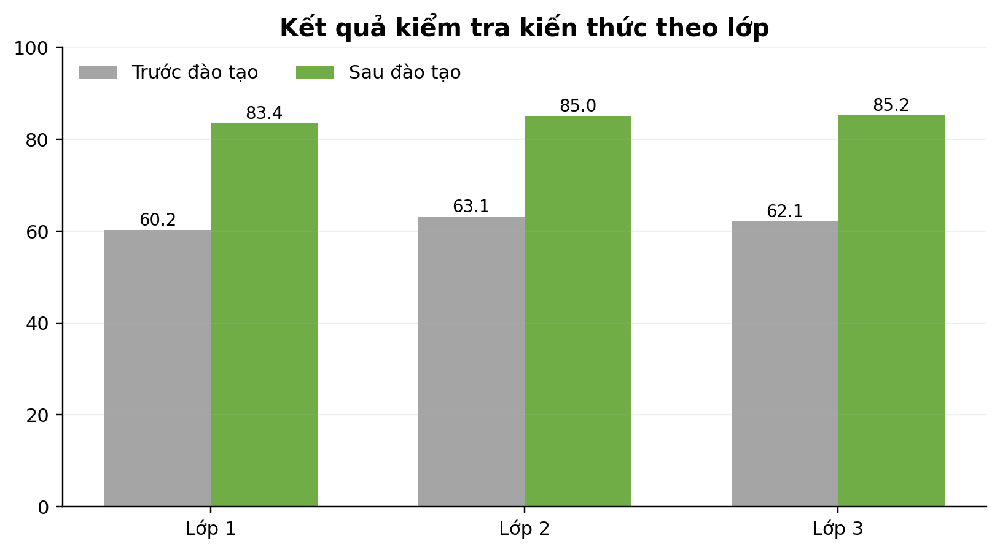 Kết quả kiểm tra kiến thức theo lớp
100
Trước đào tạo Sau đào tạo
83.4 85.0 85.2
80
60.2 63.1 62.1
60
40
20
0
Lớp 1 Lớp 2 Lớp 3